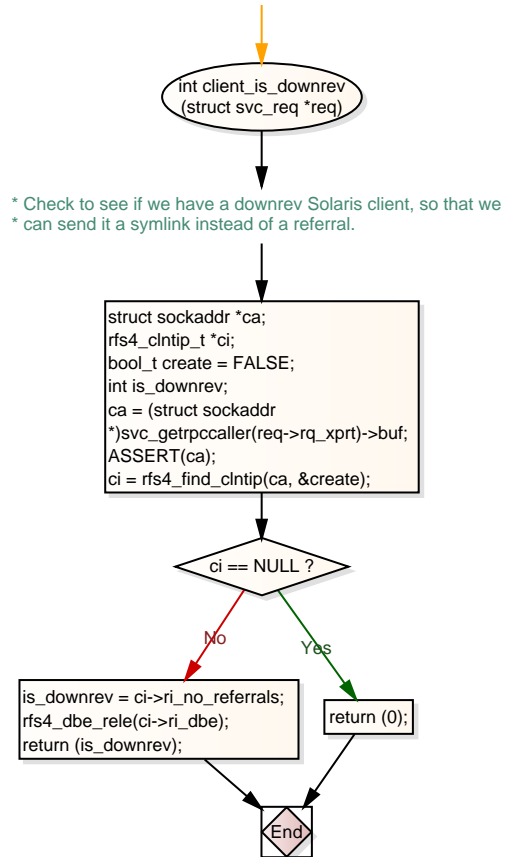 int client_is_downrev
(struct svc_req *req)
* Check to see if we have a downrev Solaris client, so that we
* can send it a symlink instead of a referral.
struct sockaddr *ca;
rfs4_clntip_t *ci;
bool_t create = FALSE;
int is_downrev;
ca = (struct sockaddr
*)svc_getrpccaller(req->rq_xprt)->buf;
ASSERT(ca);
ci = rfs4_find_clntip(ca, &create);
ci == NULL ?
No
Yes
is_downrev = ci->ri_no_referrals;
rfs4_dbe_rele(ci->ri_dbe);
return (is_downrev);
return (0);
End